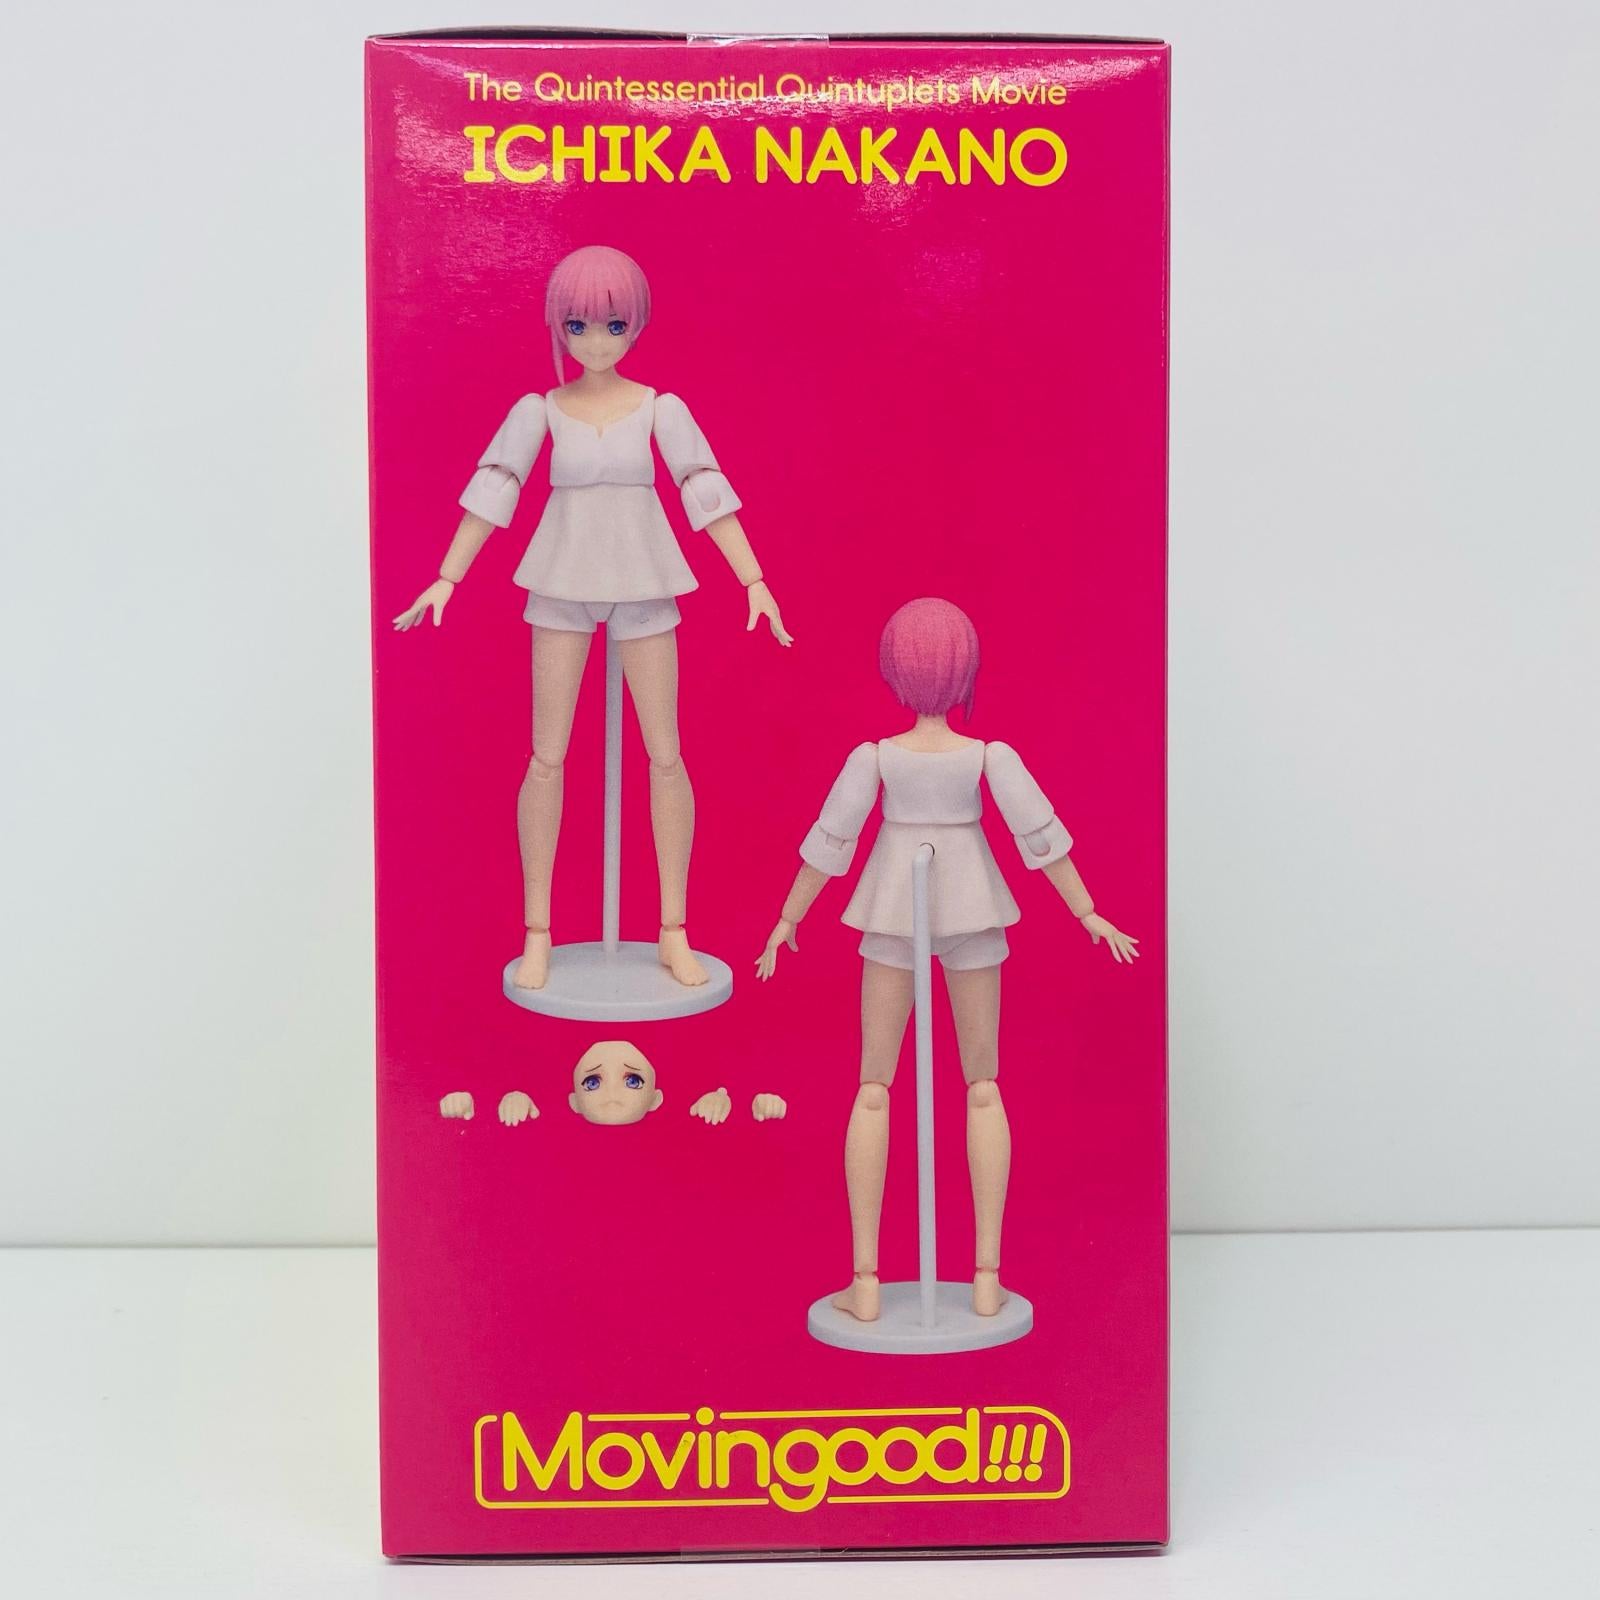 The Quintessential Quintuplets Movie
ICHIKA NAKANO
Movingood!!!